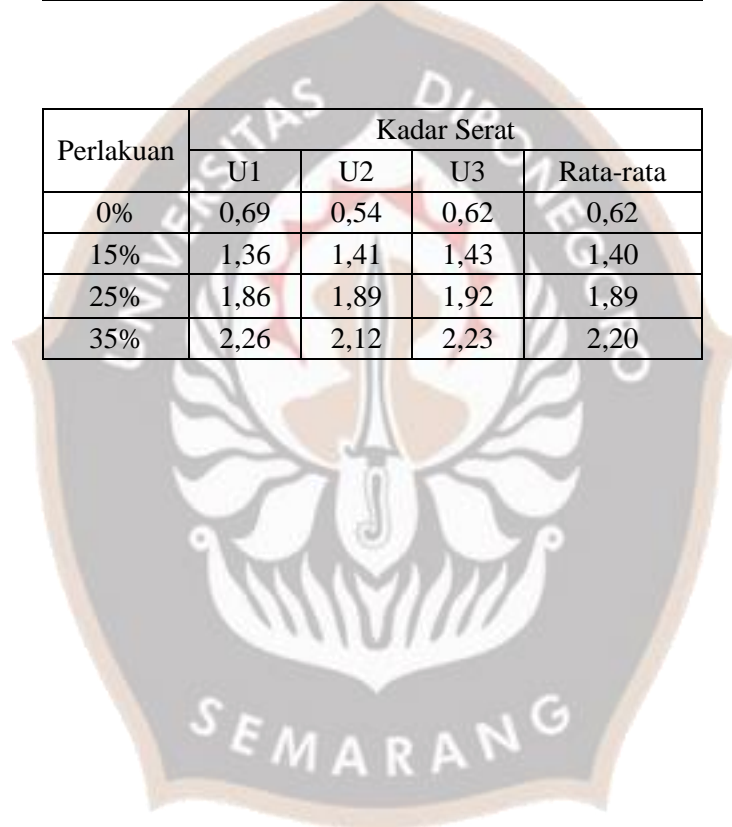 UNIVERSITAS DIPONEGORO
Perlakuan Kadar Serat
U1 U2 U3 Rata-rata
0% 0,69 0,54 0,62 0,62
15% 1,36 1,41 1,43 1,40
25% 1,86 1,89 1,92 1,89
35% 2,26 2,12 2,23 2,20
SEMARANG